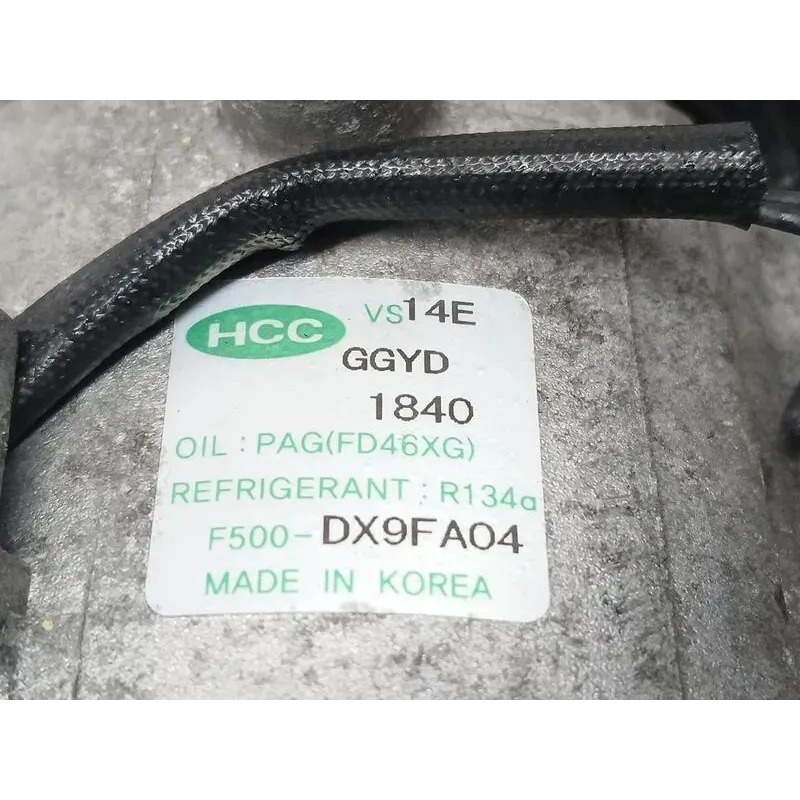 HCC VS14E
GGYD
1840
OIL : PAG(FD46XG)
REFRIGERANT : R134a
F500-DX9FA04
MADE IN KOREA